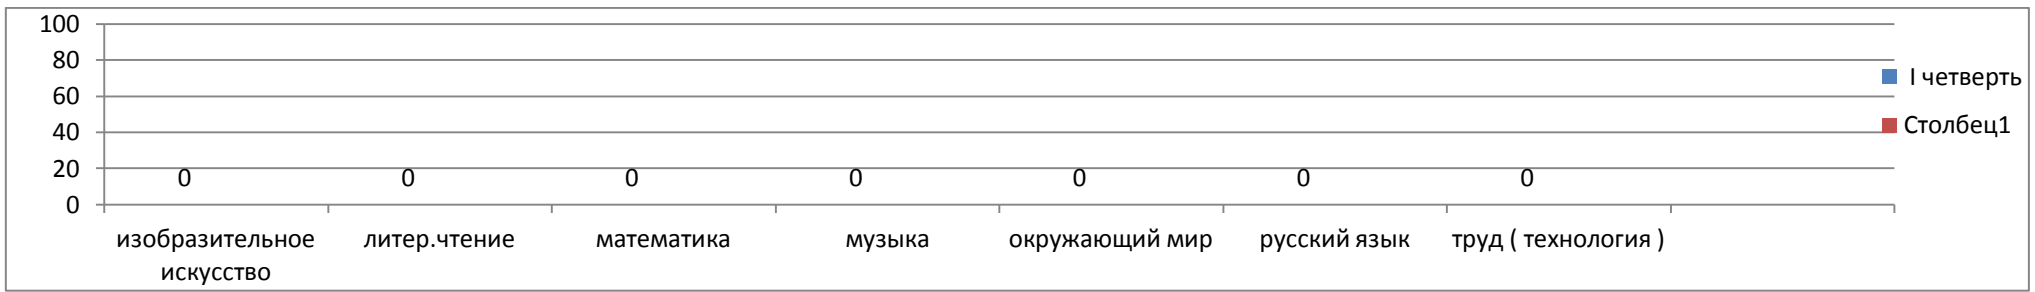 100
80
60
40
20
0
0 0 0 0 0 0 0
изобразительное искусство
литер.чтение
математика
музыка
окружающий мир
русский язык
труд ( технология )
I четверть
Столбец1